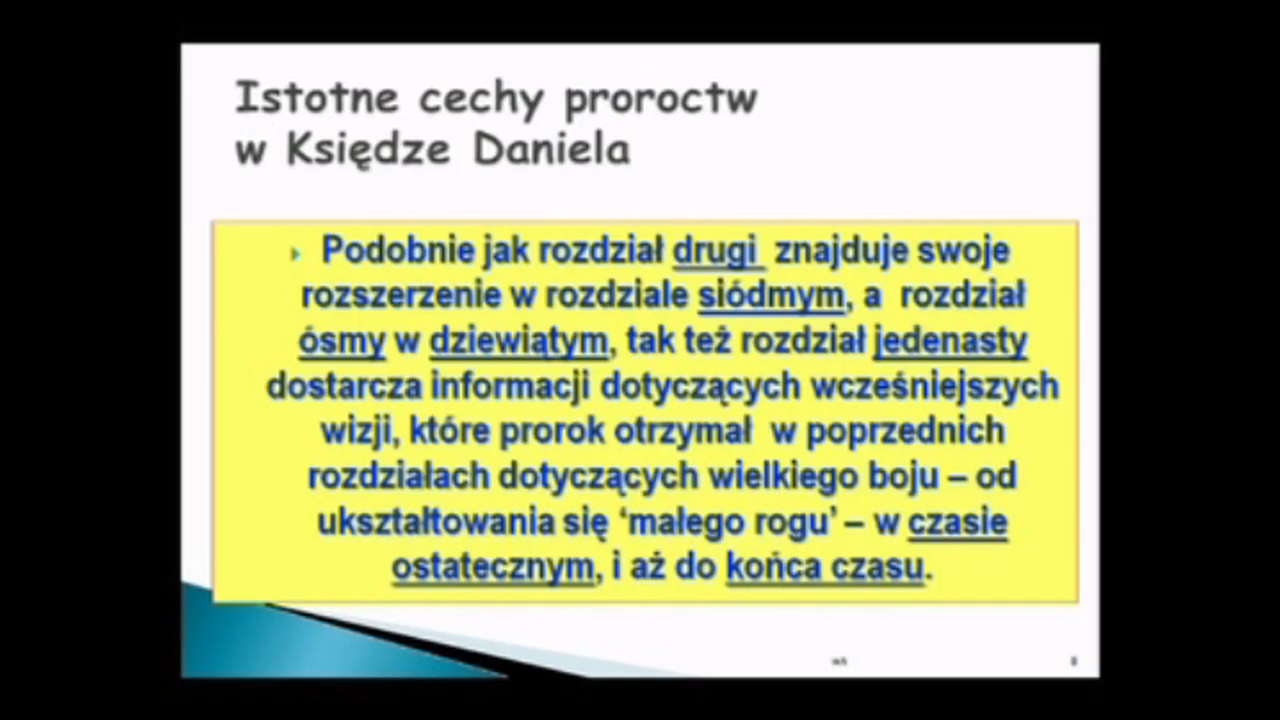 Istotne cechy proroctw
w Księdze Daniela
Podobnie jak rozdział drugi znajduje swoje
rozszerzenie w rozdziale siódmym, a rozdział
ósmy w dziewiątym, tak też rozdział jedenasty
dostarcza informacji dotyczących wcześniejszych
wizji, które prorok otrzymał w poprzednich
rozdziałach dotyczących wielkiego boju – od
ukształtowania się ‘małego rogu’ – w czasie
ostatecznym, i aż do końca czasu.